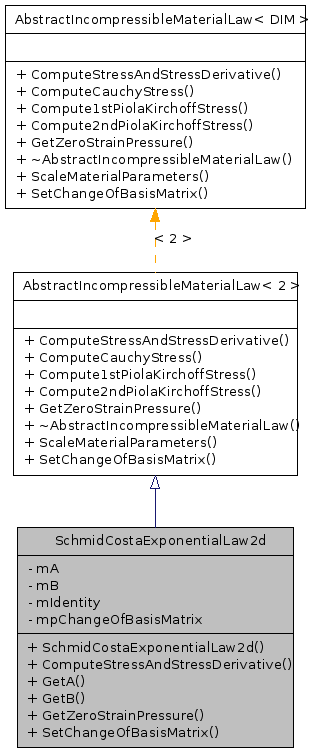 AbstractIncompressibleMaterialLaw< DIM >
+ ComputeStressAndStressDerivative()
+ ComputeCauchyStress()
+ Compute1stPiolaKirchoffStress()
+ Compute2ndPiolaKirchoffStress()
+ GetZeroStrainPressure()
+ ~AbstractIncompressibleMaterialLaw()
+ ScaleMaterialParameters()
+ SetChangeOfBasisMatrix()
< 2 >
AbstractIncompressibleMaterialLaw< 2 >
+ ComputeStressAndStressDerivative()
+ ComputeCauchyStress()
+ Compute1stPiolaKirchoffStress()
+ Compute2ndPiolaKirchoffStress()
+ GetZeroStrainPressure()
+ ~AbstractIncompressibleMaterialLaw()
+ ScaleMaterialParameters()
+ SetChangeOfBasisMatrix()
SchmidCostaExponentialLaw2d
- mA
- mB
- mIdentity
- mpChangeOfBasisMatrix
+ SchmidCostaExponentialLaw2d()
+ ComputeStressAndStressDerivative()
+ GetA()
+ GetB()
+ GetZeroStrainPressure()
+ SetChangeOfBasisMatrix()